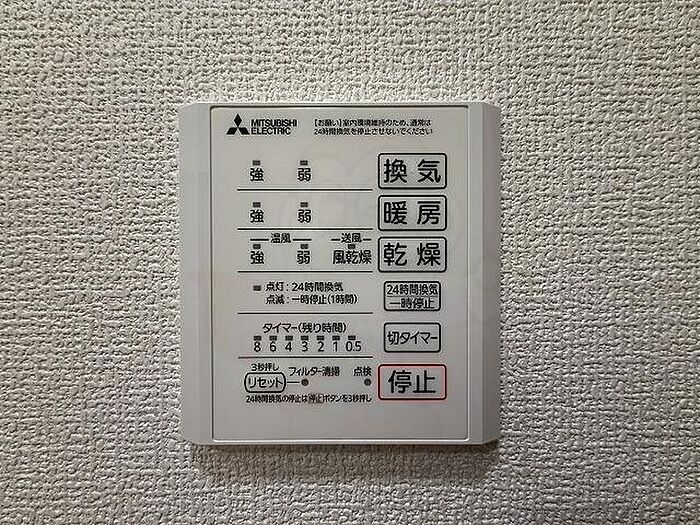 MITSUBISHI
ELECTRIC
【お願い】室内環境維持のため、通常は
24時間換気を停止させないでください
強 弱 換気
強 弱 暖房
温風 送風
強 弱 風乾燥 乾燥
点灯：24時間換気
点滅：一時停止(1時間)
24時間換気
一時停止
タイマー(残り時間)
8 6 4 3 2 1 0.5
切タイマー
3秒押し
リセット フィルター清掃 点検
停止
24時間換気の停止は停止ボタンを3秒押し